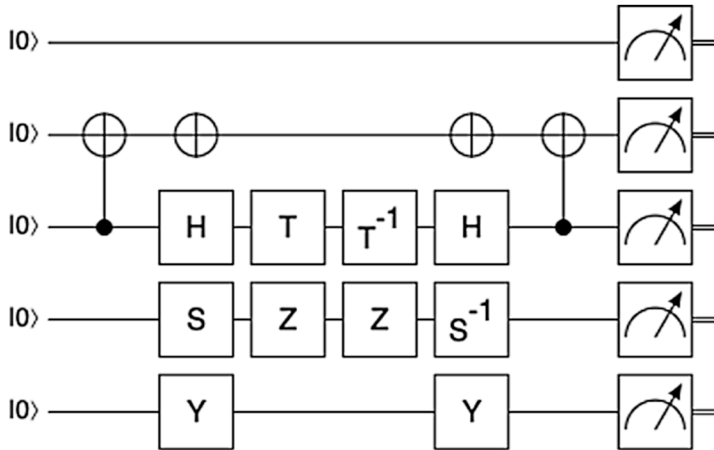 |0⟩
|0⟩
|0⟩ H T T⁻¹ H
|0⟩ S Z Z S⁻¹
|0⟩ Y Y